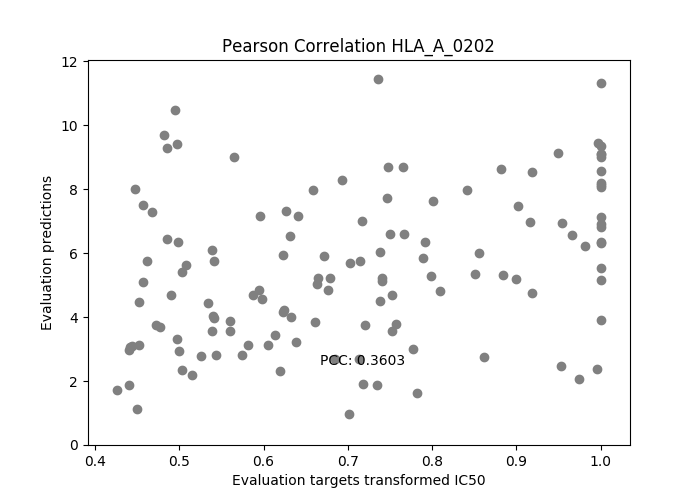 Pearson Correlation HLA_A_0202
12
10
8
6
4
2
0
Evaluation predictions
PCC: 0.3603
0.4 0.5 0.6 0.7 0.8 0.9 1.0
Evaluation targets transformed IC50